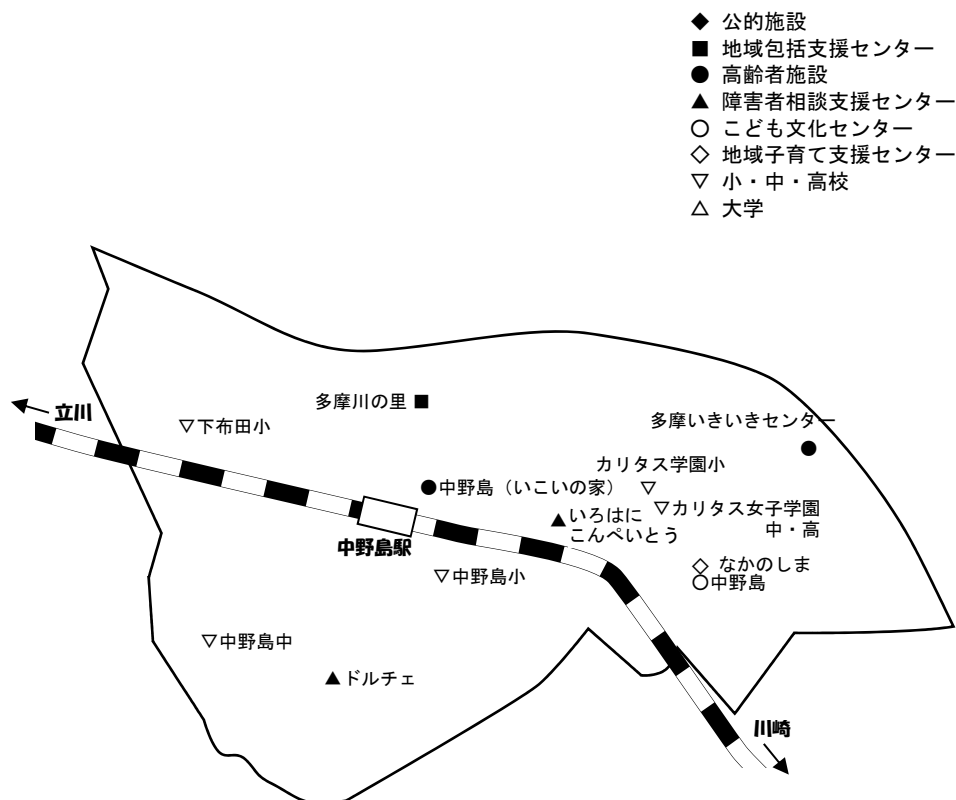 ◆ 公的施設
■ 地域包括支援センター
● 高齢者施設
▲ 障害者相談支援センター
○ こども文化センター
◇ 地域子育て支援センター
▽ 小・中・高校
△ 大学
多摩川の里 ■
立川
▽下布田小
多摩いきいきセンター
●
カリタス学園小
▽
●中野島（いこいの家）
▽カリタス女子学園
中・高
▲いろはに
こんぺいとう
中野島駅
◇ なかのしま
○中野島
▽中野島小
▽中野島中
▲ドルチェ
川崎